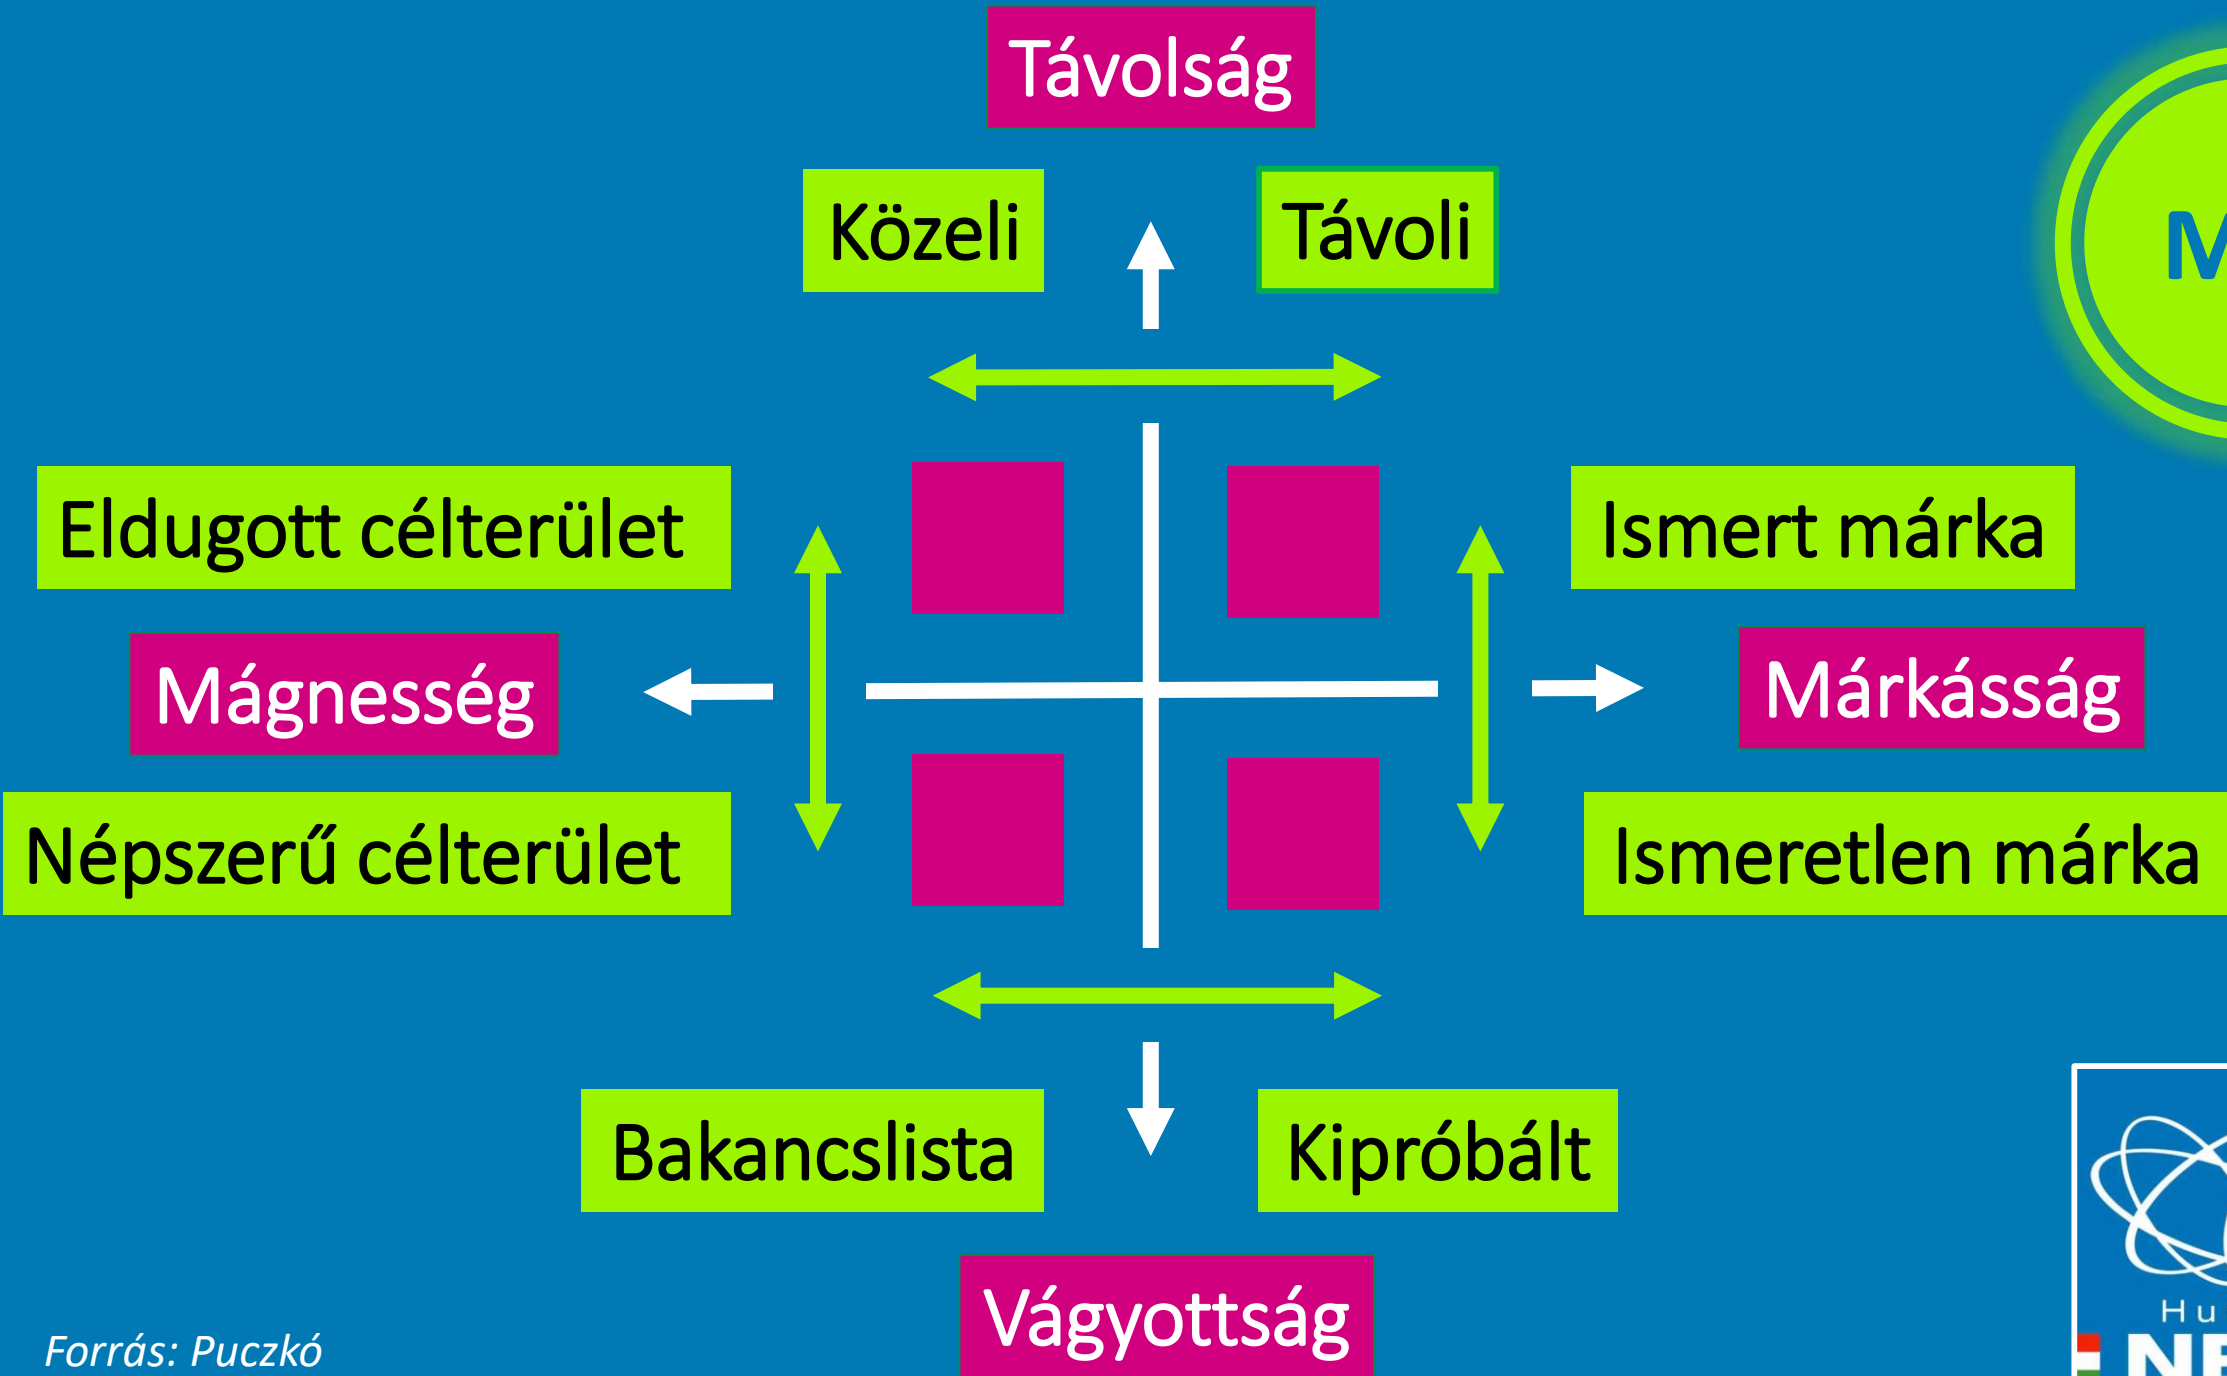 Távolság
Közeli
Távoli
Eldugott célterület
Ismert márka
Mágnesség
Márkásság
Népszerű célterület
Ismeretlen márka
Bakancslista
Kipróbált
Vágyottság
Forrás: Puczkó